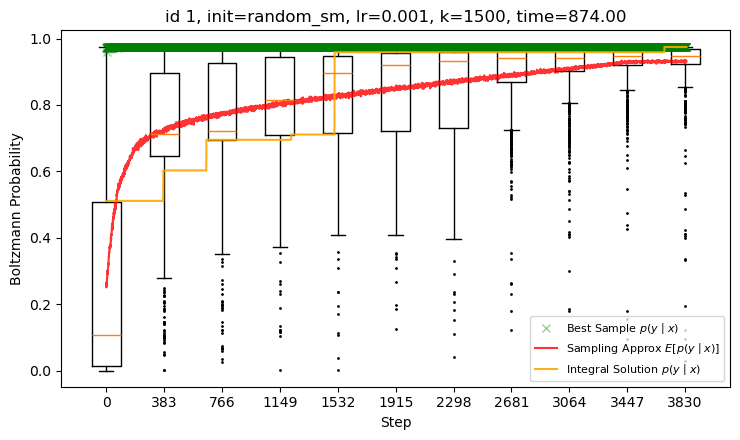 id 1, init=random_sm, lr=0.001, k=1500, time=874.00
Boltzmann Probability
1.0
0.8
0.6
0.4
0.2
0.0
Best Sample p(y | x)
Sampling Approx E[p(y | x)]
Integral Solution p(y | x)
0 383 766 1149 1532 1915 2298 2681 3064 3447 3830
Step